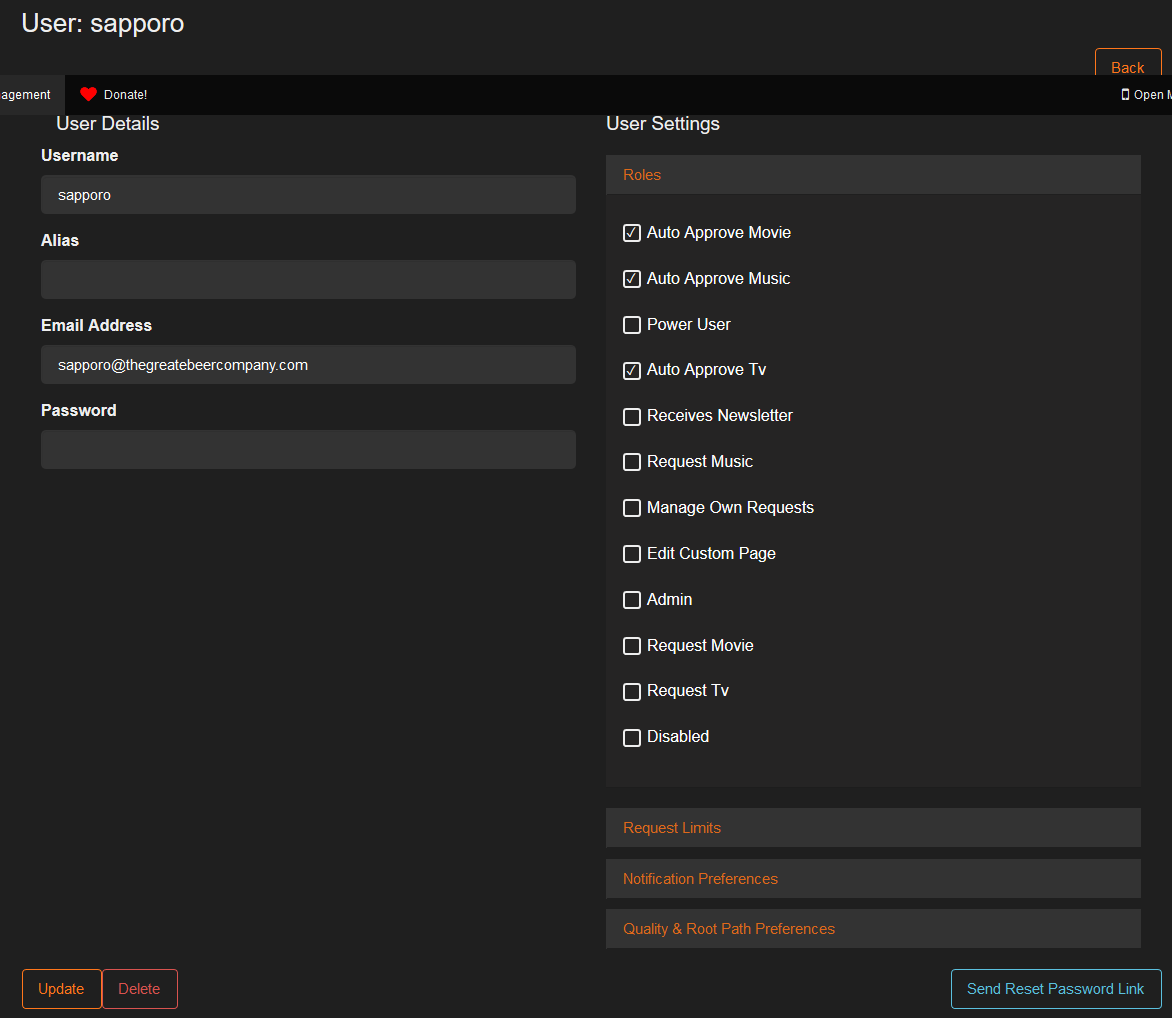 User: sapporo
Back
agement
Donate!
Open M
User Details
Username
sapporo
Alias
Email Address
sapporo@thegreatebeercompany.com
Password
User Settings
Roles
Auto Approve Movie
Auto Approve Music
Power User
Auto Approve Tv
Receives Newsletter
Request Music
Manage Own Requests
Edit Custom Page
Admin
Request Movie
Request Tv
Disabled
Request Limits
Notification Preferences
Quality & Root Path Preferences
Update
Delete
Send Reset Password Link